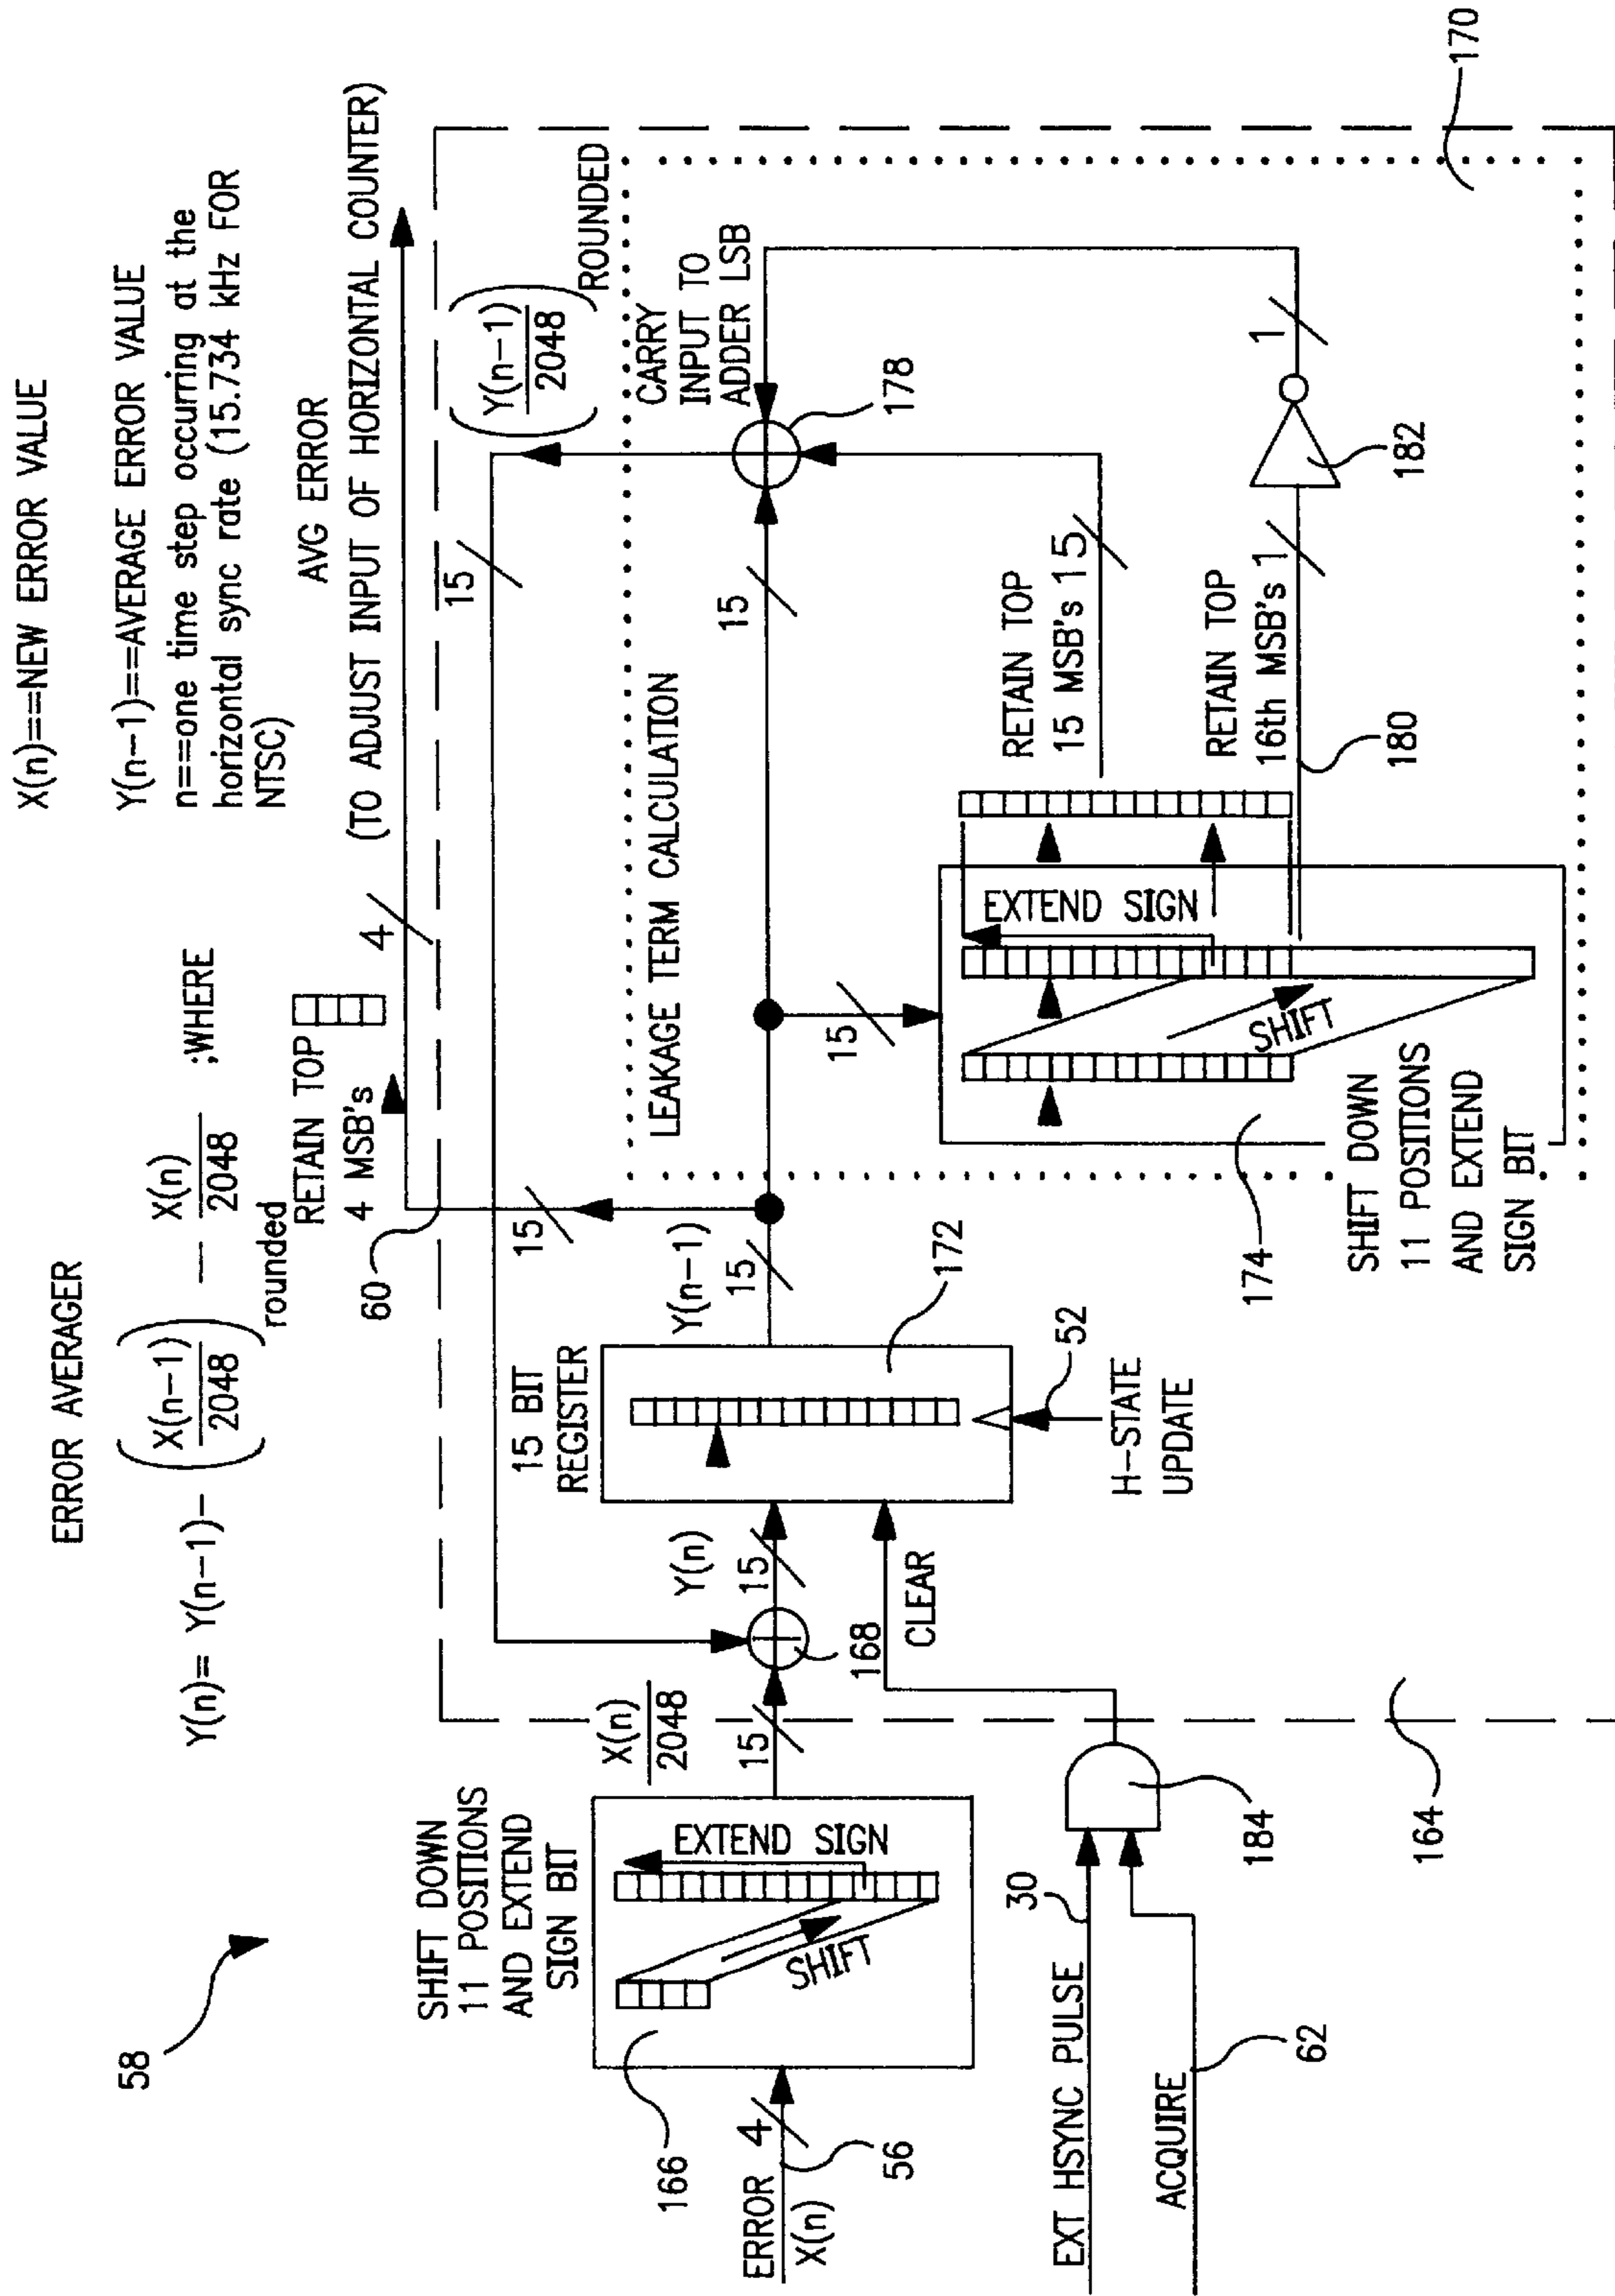 ERROR AVERAGER
Y(n)= Y(n-1)- (X(n-1)/2048) rounded — X(n)/2048 ;WHERE
X(n)==NEW ERROR VALUE
Y(n-1)==AVERAGE ERROR VALUE
n==one time step occurring at the
horizontal sync rate (15.734 kHz FOR
NTSC)
58
RETAIN TOP
4 MSB's
4
AVG ERROR
(TO ADJUST INPUT OF HORIZONTAL COUNTER)
60
15
15
(Y(n-1)/2048)
ROUNDED
SHIFT DOWN
11 POSITIONS
AND EXTEND
SIGN BIT
EXTEND SIGN
SHIFT
166
ERROR
X(n)
4
56
X(n)/2048
15
168
Y(n)
15
CLEAR
15 BIT
REGISTER
172
52
H-STATE
UPDATE
Y(n-1)
15
LEAKAGE TERM CALCULATION
15
CARRY
INPUT TO
ADDER LSB
178
15
EXTEND SIGN
SHIFT
174
SHIFT DOWN
11 POSITIONS
AND EXTEND
SIGN BIT
RETAIN TOP
15 MSB's 15
RETAIN TOP
16th MSB's 1
180
182
1
170
EXT HSYNC PULSE
30
ACQUIRE
62
184
164